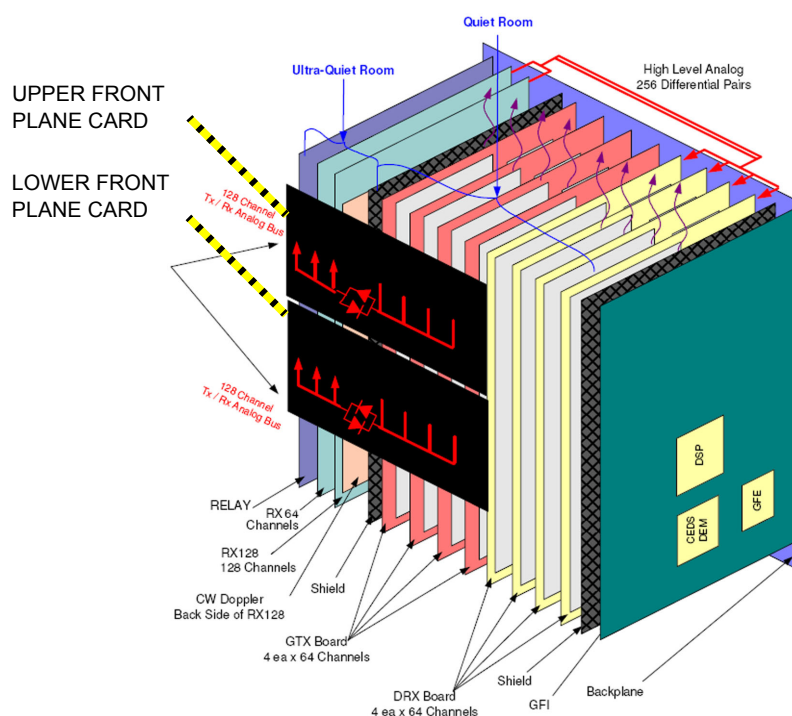 Quiet Room
Ultra-Quiet Room
High Level Analog
256 Differential Pairs
UPPER FRONT
PLANE CARD
LOWER FRONT
PLANE CARD
128 Channel
Tx / Rx Analog Bus
128 Channel
Tx / Rx Analog Bus
DSP
GFE
CEDS
DEM
RELAY
RX64
Channels
RX128
128 Channels
Shield
CW Doppler
Back Side of RX128
GTX Board
4 ea x 64 Channels
DRX Board
4 ea x 64 Channels
Shield
GFI
Backplane